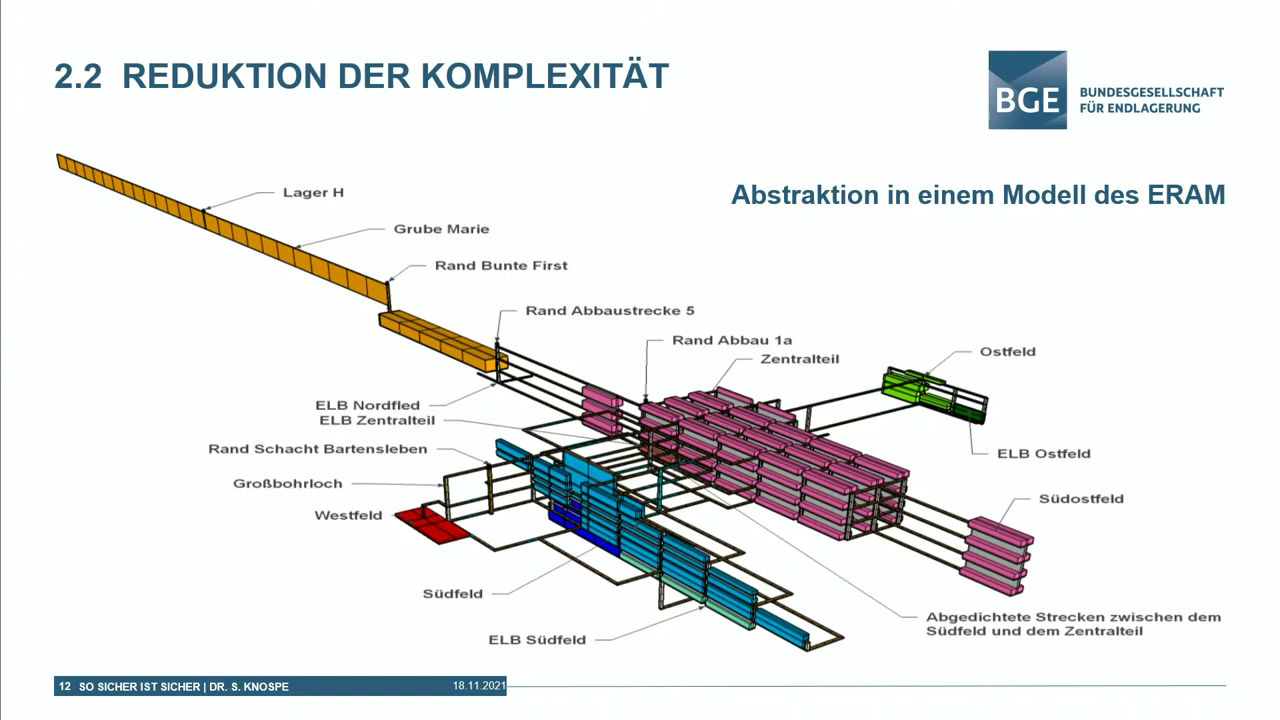 2.2 REDUKTION DER KOMPLEXITÄT
BGE
BUNDESGESELLSCHAFT
FÜR ENDLAGERUNG
Abstraktion in einem Modell des ERAM
Lager H
Grube Marie
Rand Bunte First
Rand Abbaustrecke 5
Rand Abbau 1a
Zentralteil
Ostfeld
ELB Nordfled
ELB Zentralteil
Rand Schacht Bartensleben
ELB Ostfeld
Großbohrloch
Südostfeld
Westfeld
Südfeld
Abgedichtete Strecken zwischen dem
Südfeld und dem Zentralteil
ELB Südfeld
12 SO SICHER IST SICHER | DR. S. KNOSPE 18.11.2021